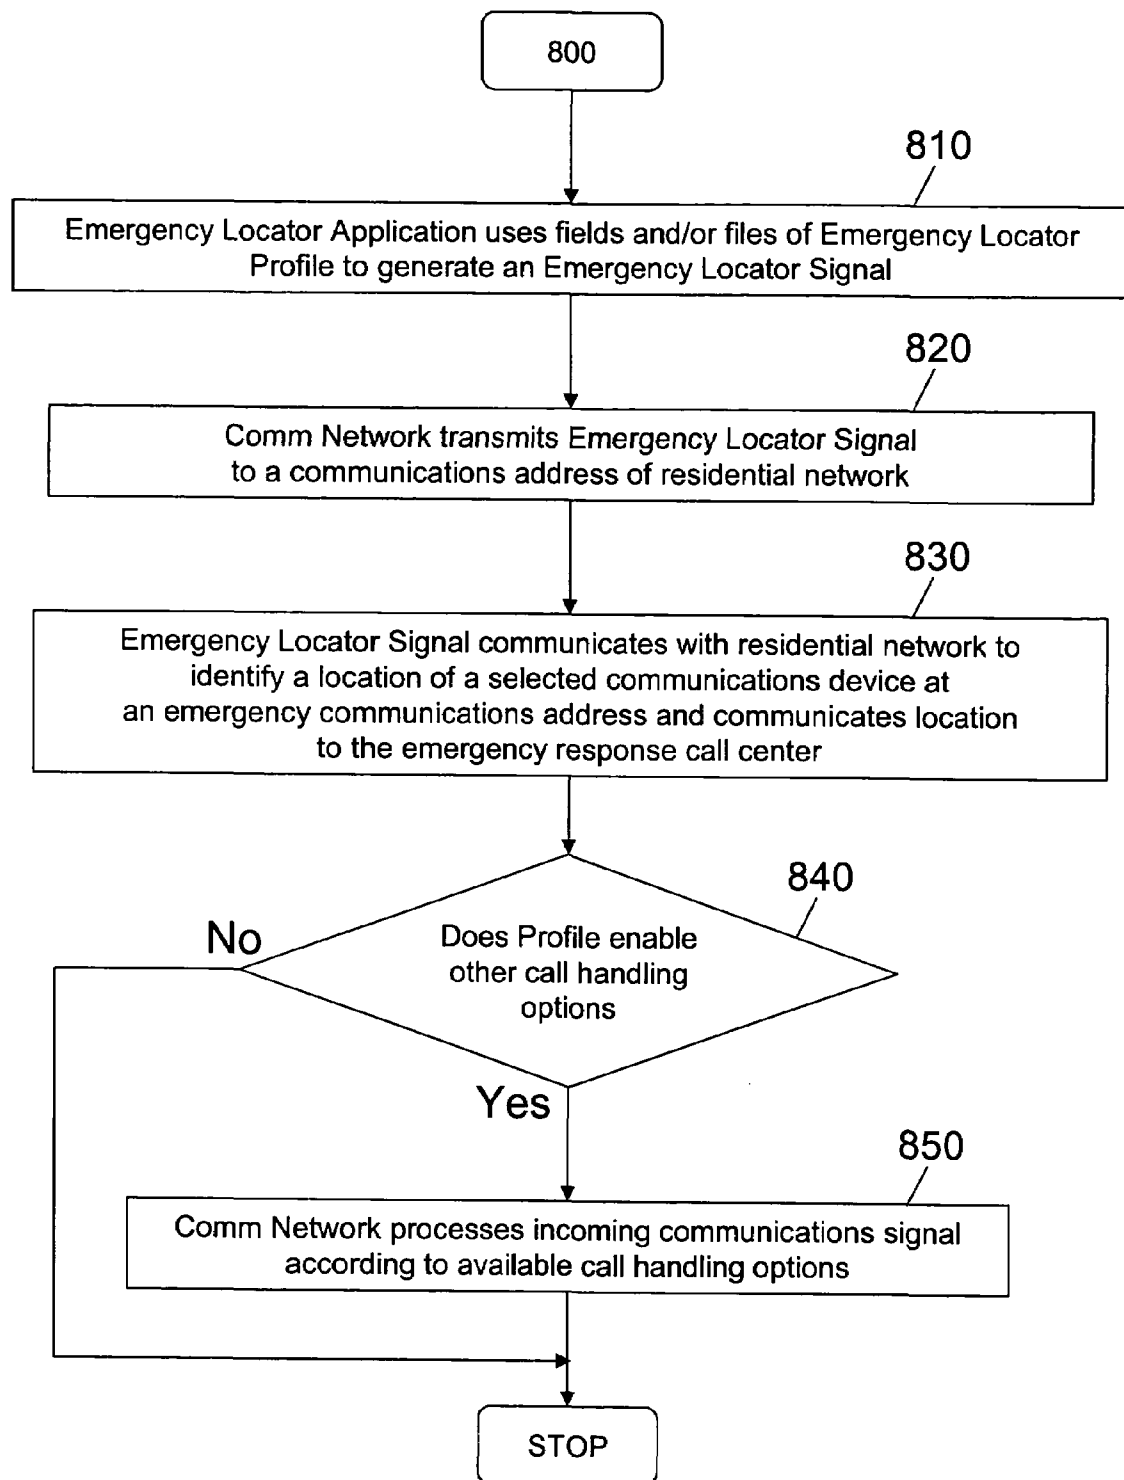 800
810
Emergency Locator Application uses fields and/or files of Emergency Locator
Profile to generate an Emergency Locator Signal
820
Comm Network transmits Emergency Locator Signal
to a communications address of residential network
830
Emergency Locator Signal communicates with residential network to
identify a location of a selected communications device at
an emergency communications address and communicates location
to the emergency response call center
840
No
Does Profile enable
other call handling
options
Yes
850
Comm Network processes incoming communications signal
according to available call handling options
STOP